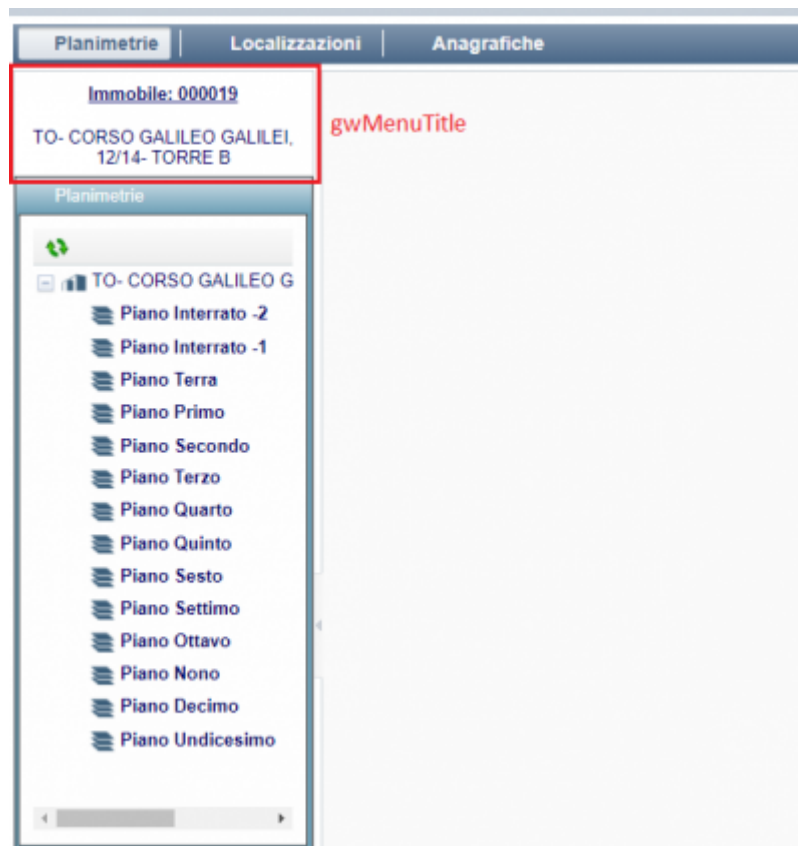 Planimetrie Localizzazioni Anagrafiche
Immobile: 000019
TO- CORSO GALILEO GALILEI,
12/14- TORRE B
gwMenuTitle
Planimetrie
TO- CORSO GALILEO G
Piano Interrato -2
Piano Interrato -1
Piano Terra
Piano Primo
Piano Secondo
Piano Terzo
Piano Quarto
Piano Quinto
Piano Sesto
Piano Settimo
Piano Ottavo
Piano Nono
Piano Decimo
Piano Undicesimo